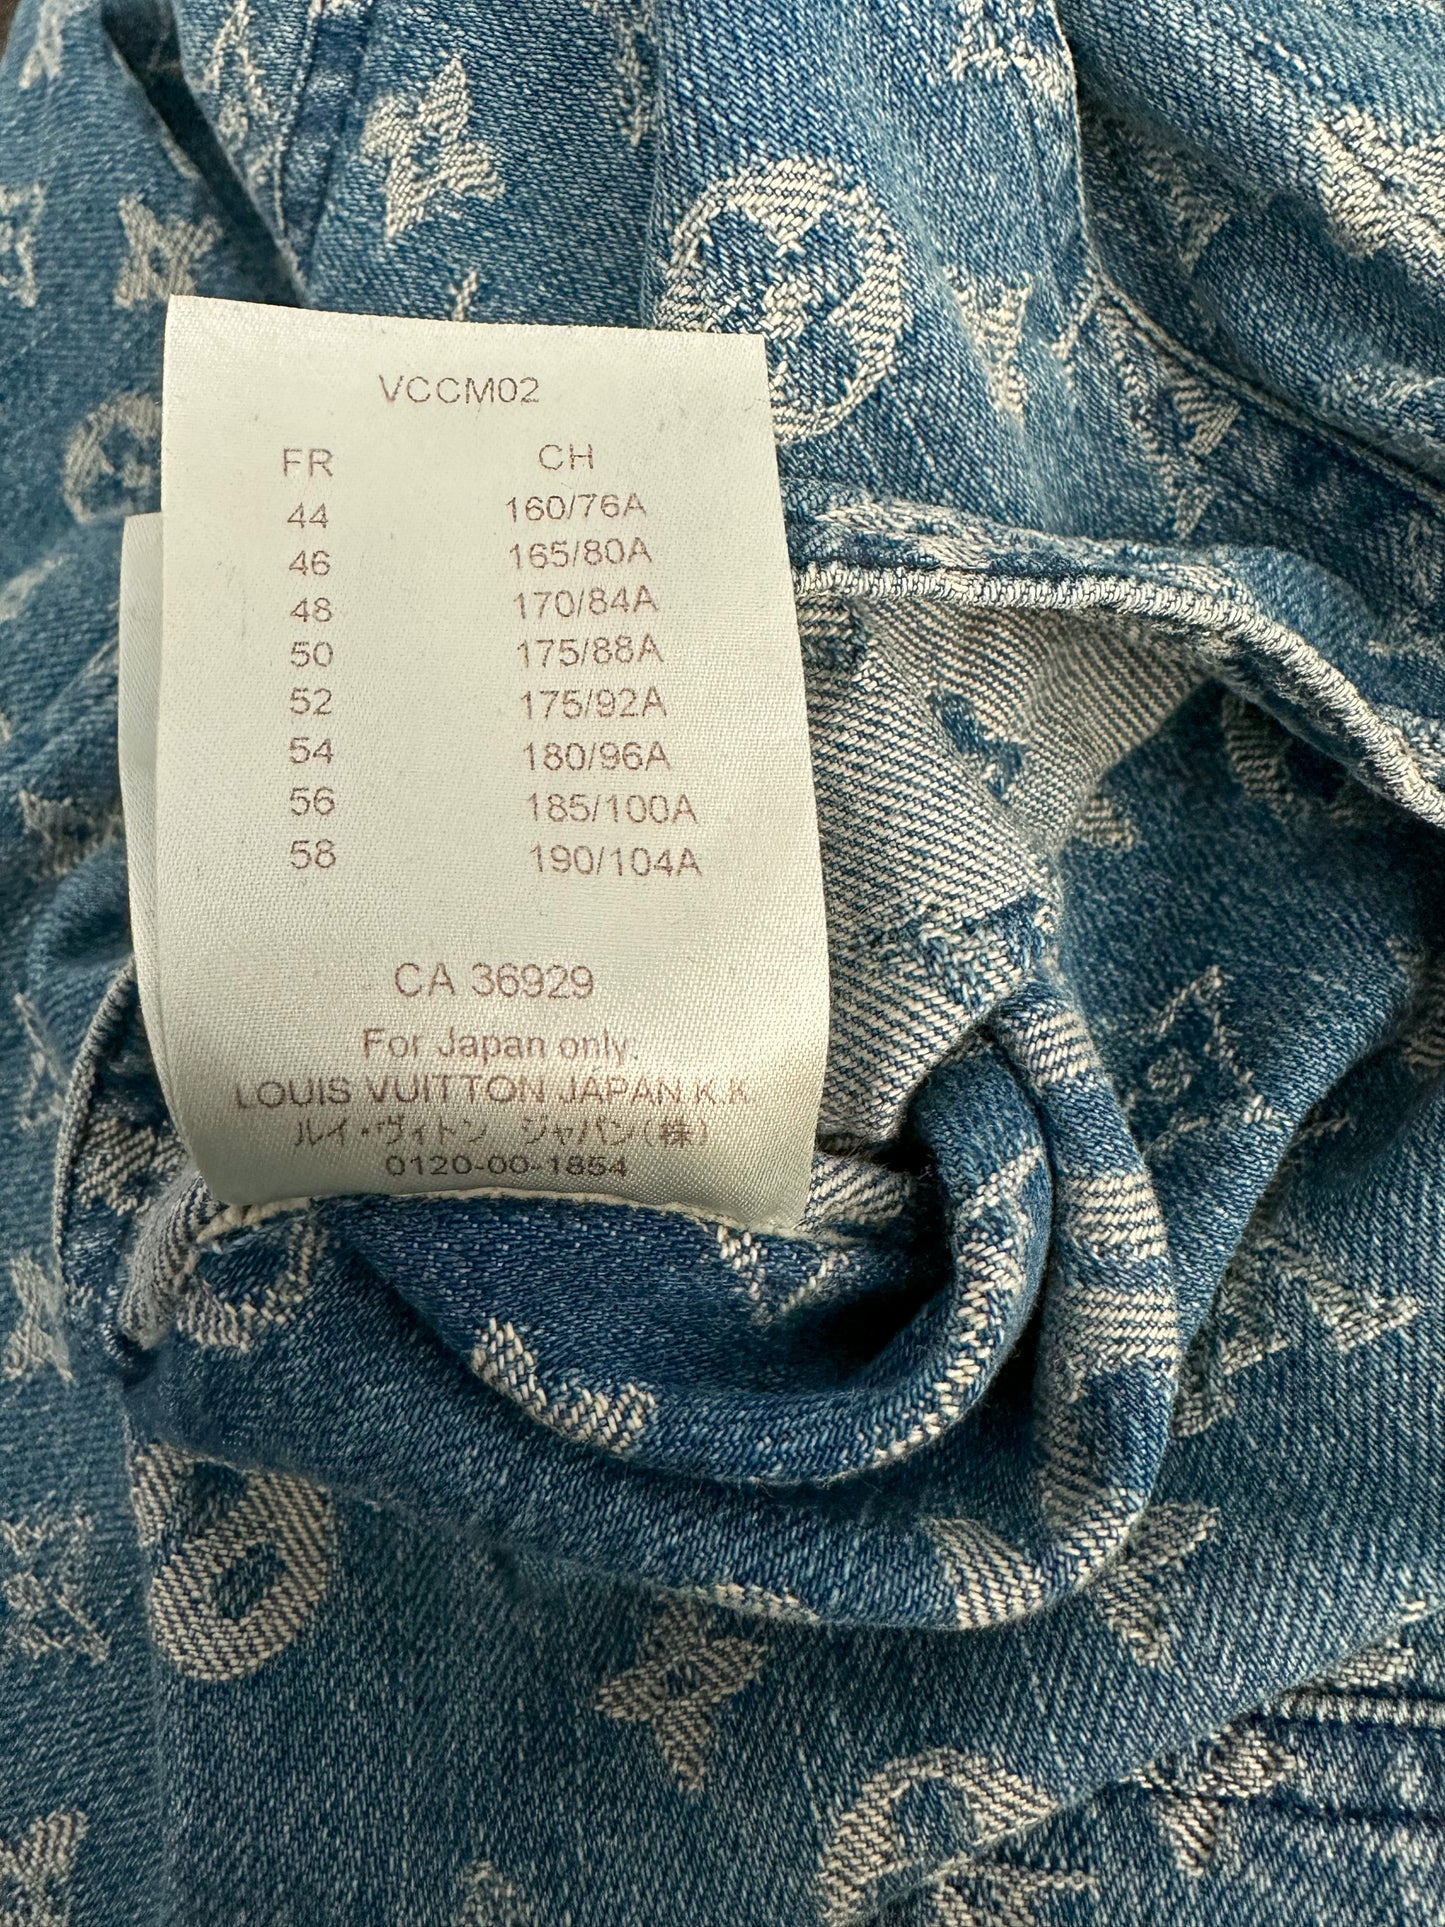 VCCM02
FR CH
44 160/76A
46 165/80A
48 170/84A
50 175/88A
52 175/92A
54 180/96A
56 185/100A
58 190/104A
CA 36929
For Japan only:
LOUIS VUITTON JAPAN K.K
ルイ・ヴィトン ジャパン(株)
0120-00-1854